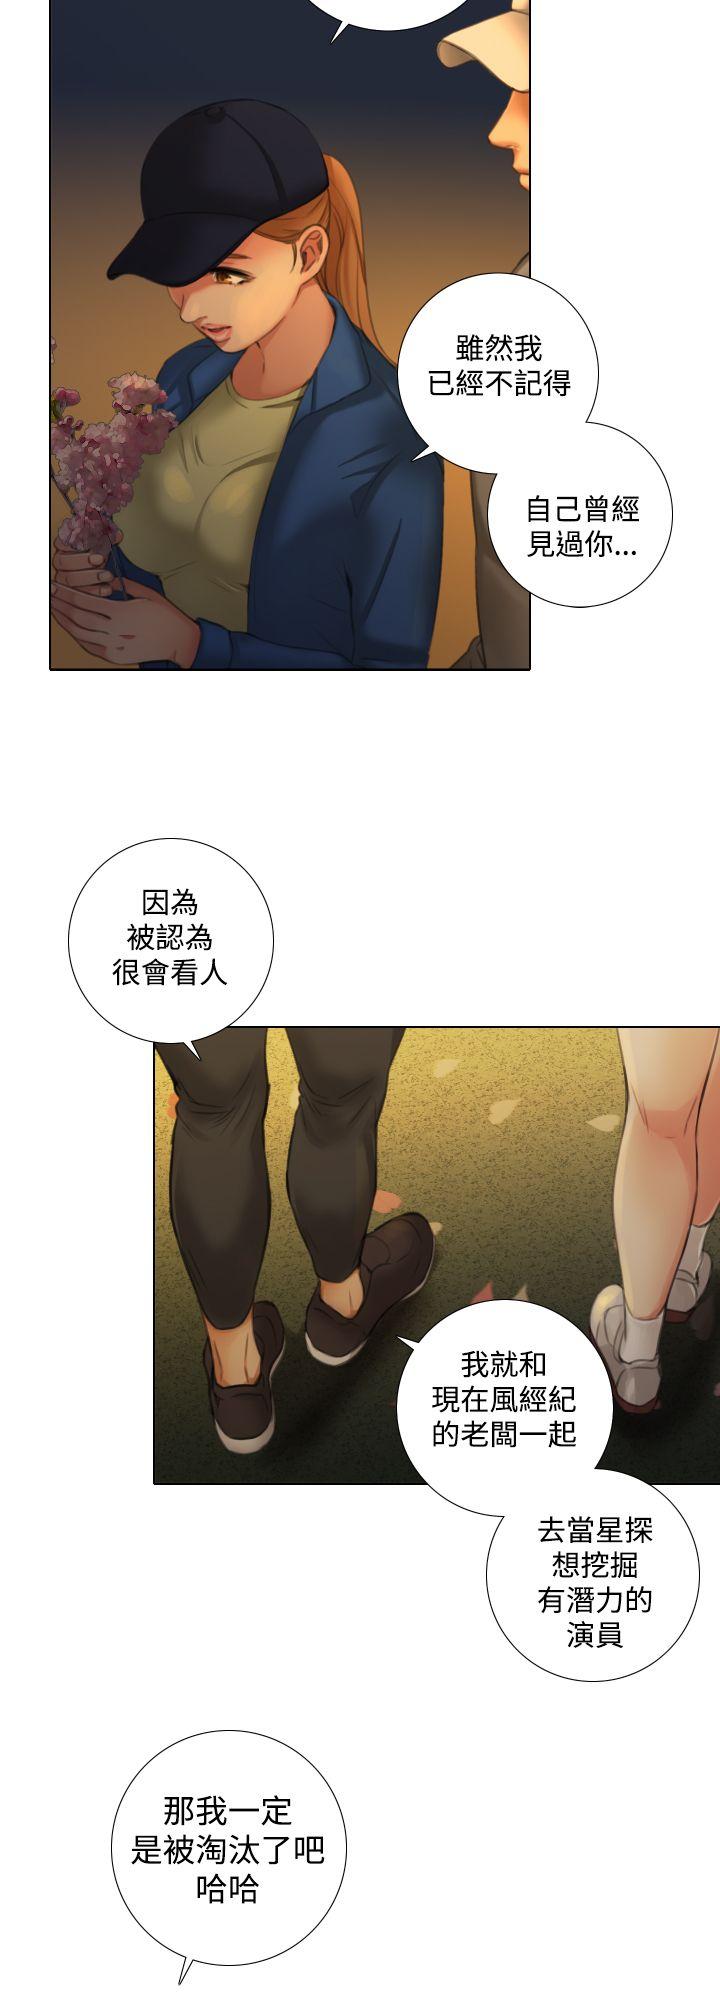 雖然我
已經不記得
自己曾經
見過你...
因為
被認為
很會看人
我就和
現在風經紀
的老闆一起
去當星探
想挖掘
有潛力的
演員
那我一定
是被淘汰了吧
哈哈